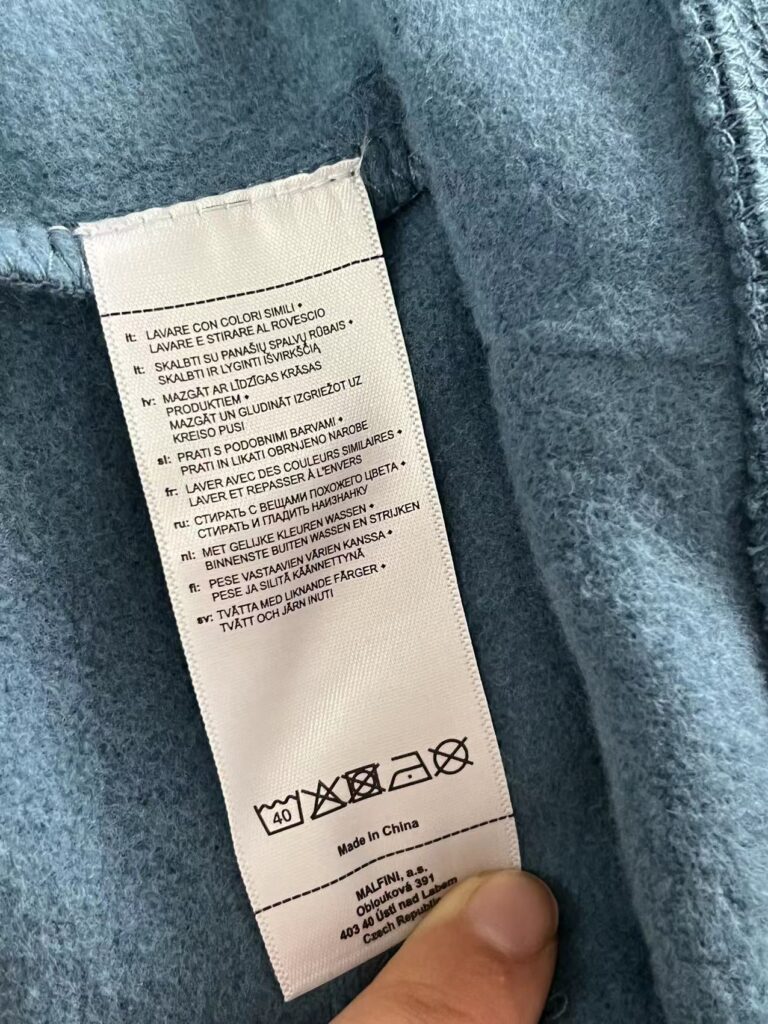 it: LAVARE CON COLORI SIMILI •
LAVARE E STIRARE AL ROVESCIO
lt: SKALBTI SU PANAŠIŲ SPALVŲ RŪBAIS •
SKALBTI IR LYGINTI IŠVIRKŠČIĄ
lv: MAZGĀT AR LĪDZĪGAS KRĀSAS
PRODUKTIEM •
MAZGĀT UN GLUDINĀT IZGRIEŽOT UZ
KREISO PUSI
sl: PRATI S PODOBNIMI BARVAMI •
PRATI IN LIKATI OBRNJENO NAROBE
fr: LAVER AVEC DES COULEURS SIMILAIRES •
LAVER ET REPASSER À L'ENVERS
ru: СТИРАТЬ С ВЕЩАМИ ПОХОЖЕГО ЦВЕТА •
СТИРАТЬ И ГЛАДИТЬ НАИЗНАНКУ
nl: MET GELIJKE KLEUREN WASSEN •
BINNENSTE BUITEN WASSEN EN STRIJKEN
fi: PESE VASTAAVIEN VÄRIEN KANSSA •
PESE JA SILITÄ KÄÄNNETTYNÄ
sv: TVÄTTA MED LIKNANDE FÄRGER •
TVÄTT OCH JÄRN INUTI
40
Made in China
MALFINI, a.s.
Oblouková 391
403 40 Ústí nad Labem
Czech Republic